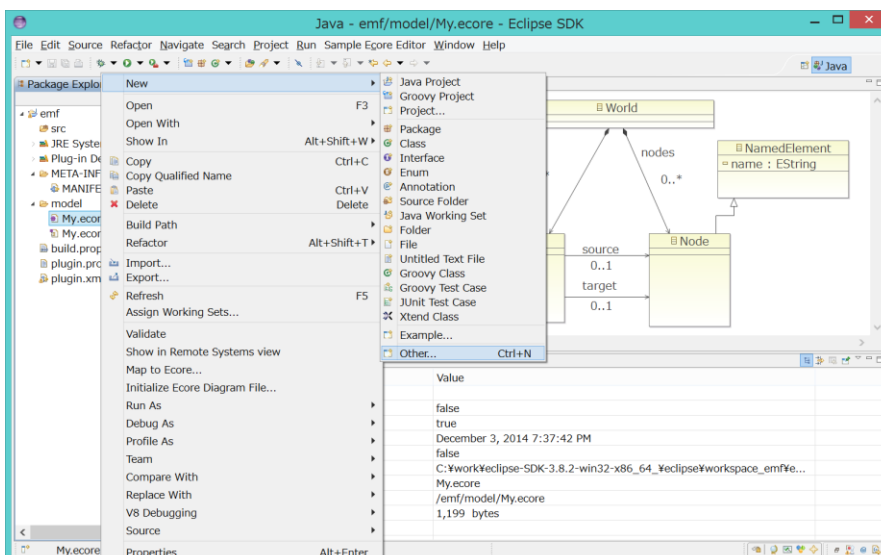 Java - emf/model/My.ecore - Eclipse SDK
File Edit Source Refactor Navigate Search Project Run Sample Ecore Editor Window Help
Java
Package Explo
emf
src
JRE Syste
Plug-in De
META-INF
MANIFE
model
My.ecor
My.ecor
build.prop
plugin.pro
plugin.xm
New
Open F3
Open With
Show In Alt+Shift+W
Copy Ctrl+C
Copy Qualified Name
Paste Ctrl+V
Delete Delete
Build Path
Refactor Alt+Shift+T
Import...
Export...
Refresh F5
Assign Working Sets...
Validate
Show in Remote Systems view
Map to Ecore...
Initialize Ecore Diagram File...
Run As
Debug As
Profile As
Team
Compare With
Replace With
V8 Debugging
Source
Properties Alt+Enter
Java Project
Groovy Project
Project...
Package
Class
Interface
Enum
Annotation
Source Folder
Java Working Set
Folder
File
Untitled Text File
Groovy Class
Groovy Test Case
JUnit Test Case
Xtend Class
Example...
Other... Ctrl+N
World
nodes
0..*
NamedElement
name : EString
source
0..1
target
0..1
Node
Value
false
true
December 3, 2014 7:37:42 PM
false
C:¥work¥eclipse-SDK-3.8.2-win32-x86_64_¥eclipse¥workspace_emf¥e...
My.ecore
/emf/model/My.ecore
1,199 bytes
My.ecore